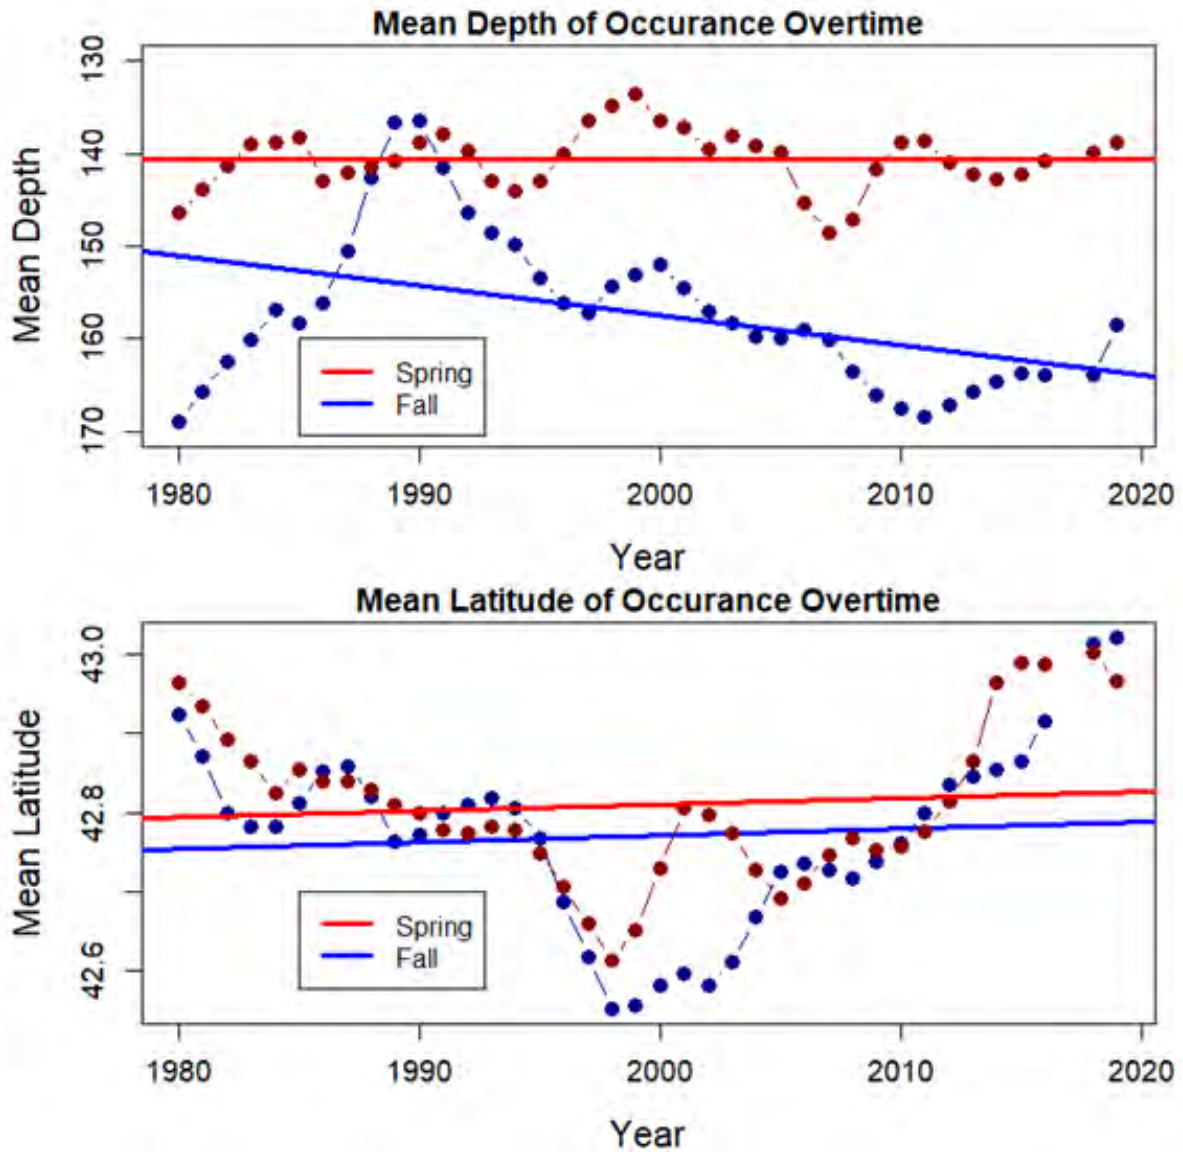 Mean Depth of Occurance Overtime
130
140
150
160
170
Mean Depth
Spring
Fall
1980 1990 2000 2010 2020
Year
Mean Latitude of Occurance Overtime
43.0
42.8
42.6
Mean Latitude
Spring
Fall
1980 1990 2000 2010 2020
Year